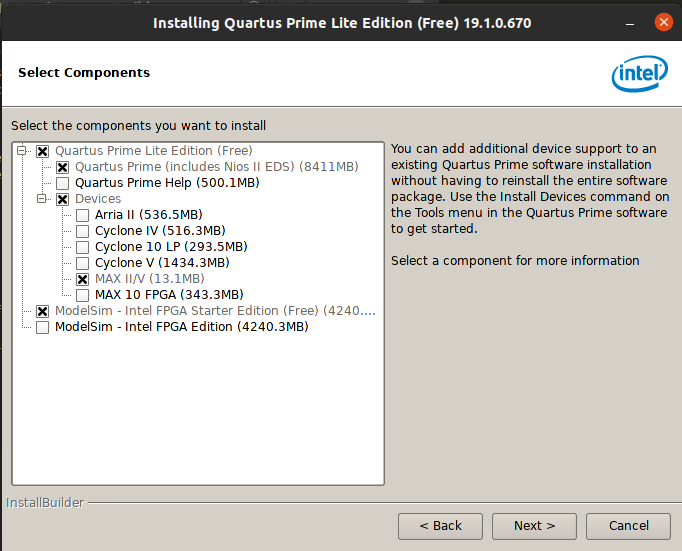 Installing Quartus Prime Lite Edition (Free) 19.1.0.670
Select Components
intel
Select the components you want to install
Quartus Prime Lite Edition (Free)
Quartus Prime (includes Nios II EDS) (8411MB)
Quartus Prime Help (500.1MB)
Devices
Arria II (536.5MB)
Cyclone IV (516.3MB)
Cyclone 10 LP (293.5MB)
Cyclone V (1434.3MB)
MAX II/V (13.1MB)
MAX 10 FPGA (343.3MB)
ModelSim - Intel FPGA Starter Edition (Free) (4240....
ModelSim - Intel FPGA Edition (4240.3MB)
You can add additional device support to an
existing Quartus Prime software installation
without having to reinstall the entire software
package. Use the Install Devices command on
the Tools menu in the Quartus Prime software
to get started.
Select a component for more information
InstallBuilder
< Back
Next >
Cancel